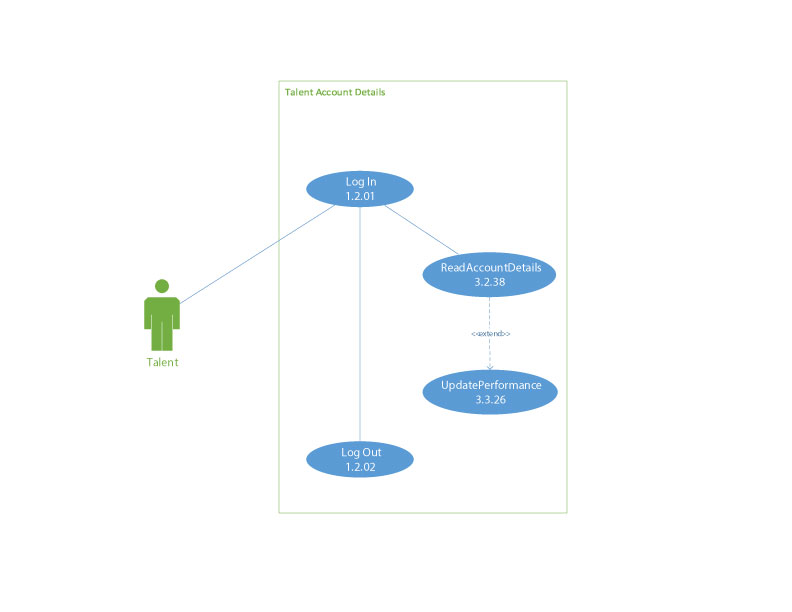 Talent Account Details
Log In
1.2.01
ReadAccountDetails
3.2.38
<<extend>>
Talent
UpdatePerformance
3.3.26
Log Out
1.2.02